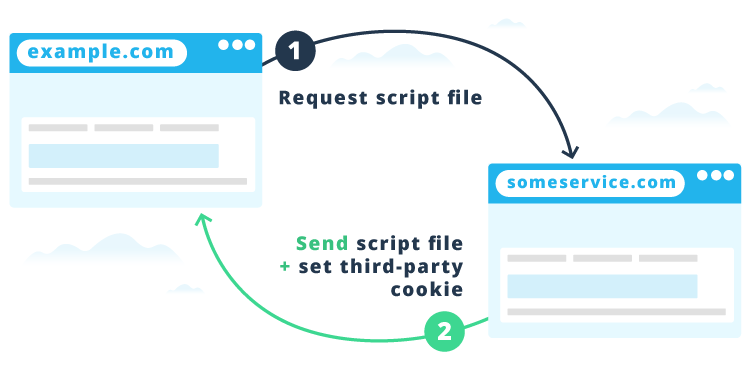 example.com
1
Request script file
someservice.com
Send script file
+ set third-party
cookie
2